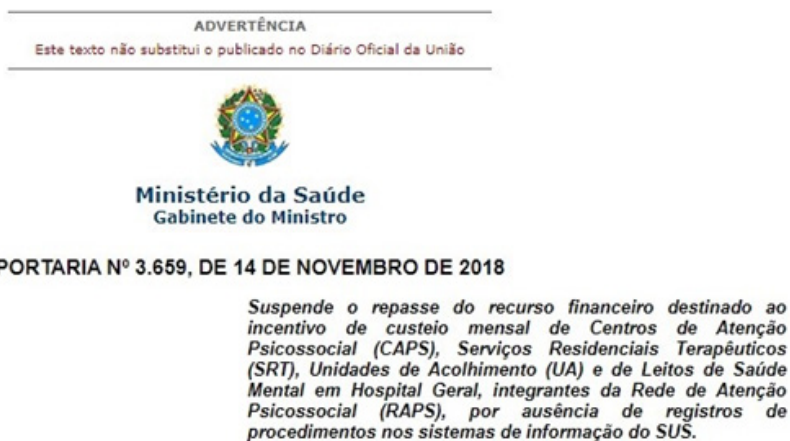 ADVERTÊNCIA
Este texto não substitui o publicado no Diário Oficial da União
Ministério da Saúde
Gabinete do Ministro
PORTARIA Nº 3.659, DE 14 DE NOVEMBRO DE 2018
Suspende o repasse do recurso financeiro destinado ao
incentivo de custeio mensal de Centros de Atenção
Psicossocial (CAPS), Serviços Residenciais Terapêuticos
(SRT), Unidades de Acolhimento (UA) e de Leitos de Saúde
Mental em Hospital Geral, integrantes da Rede de Atenção
Psicossocial (RAPS), por ausência de registros de
procedimentos nos sistemas de informação do SUS.